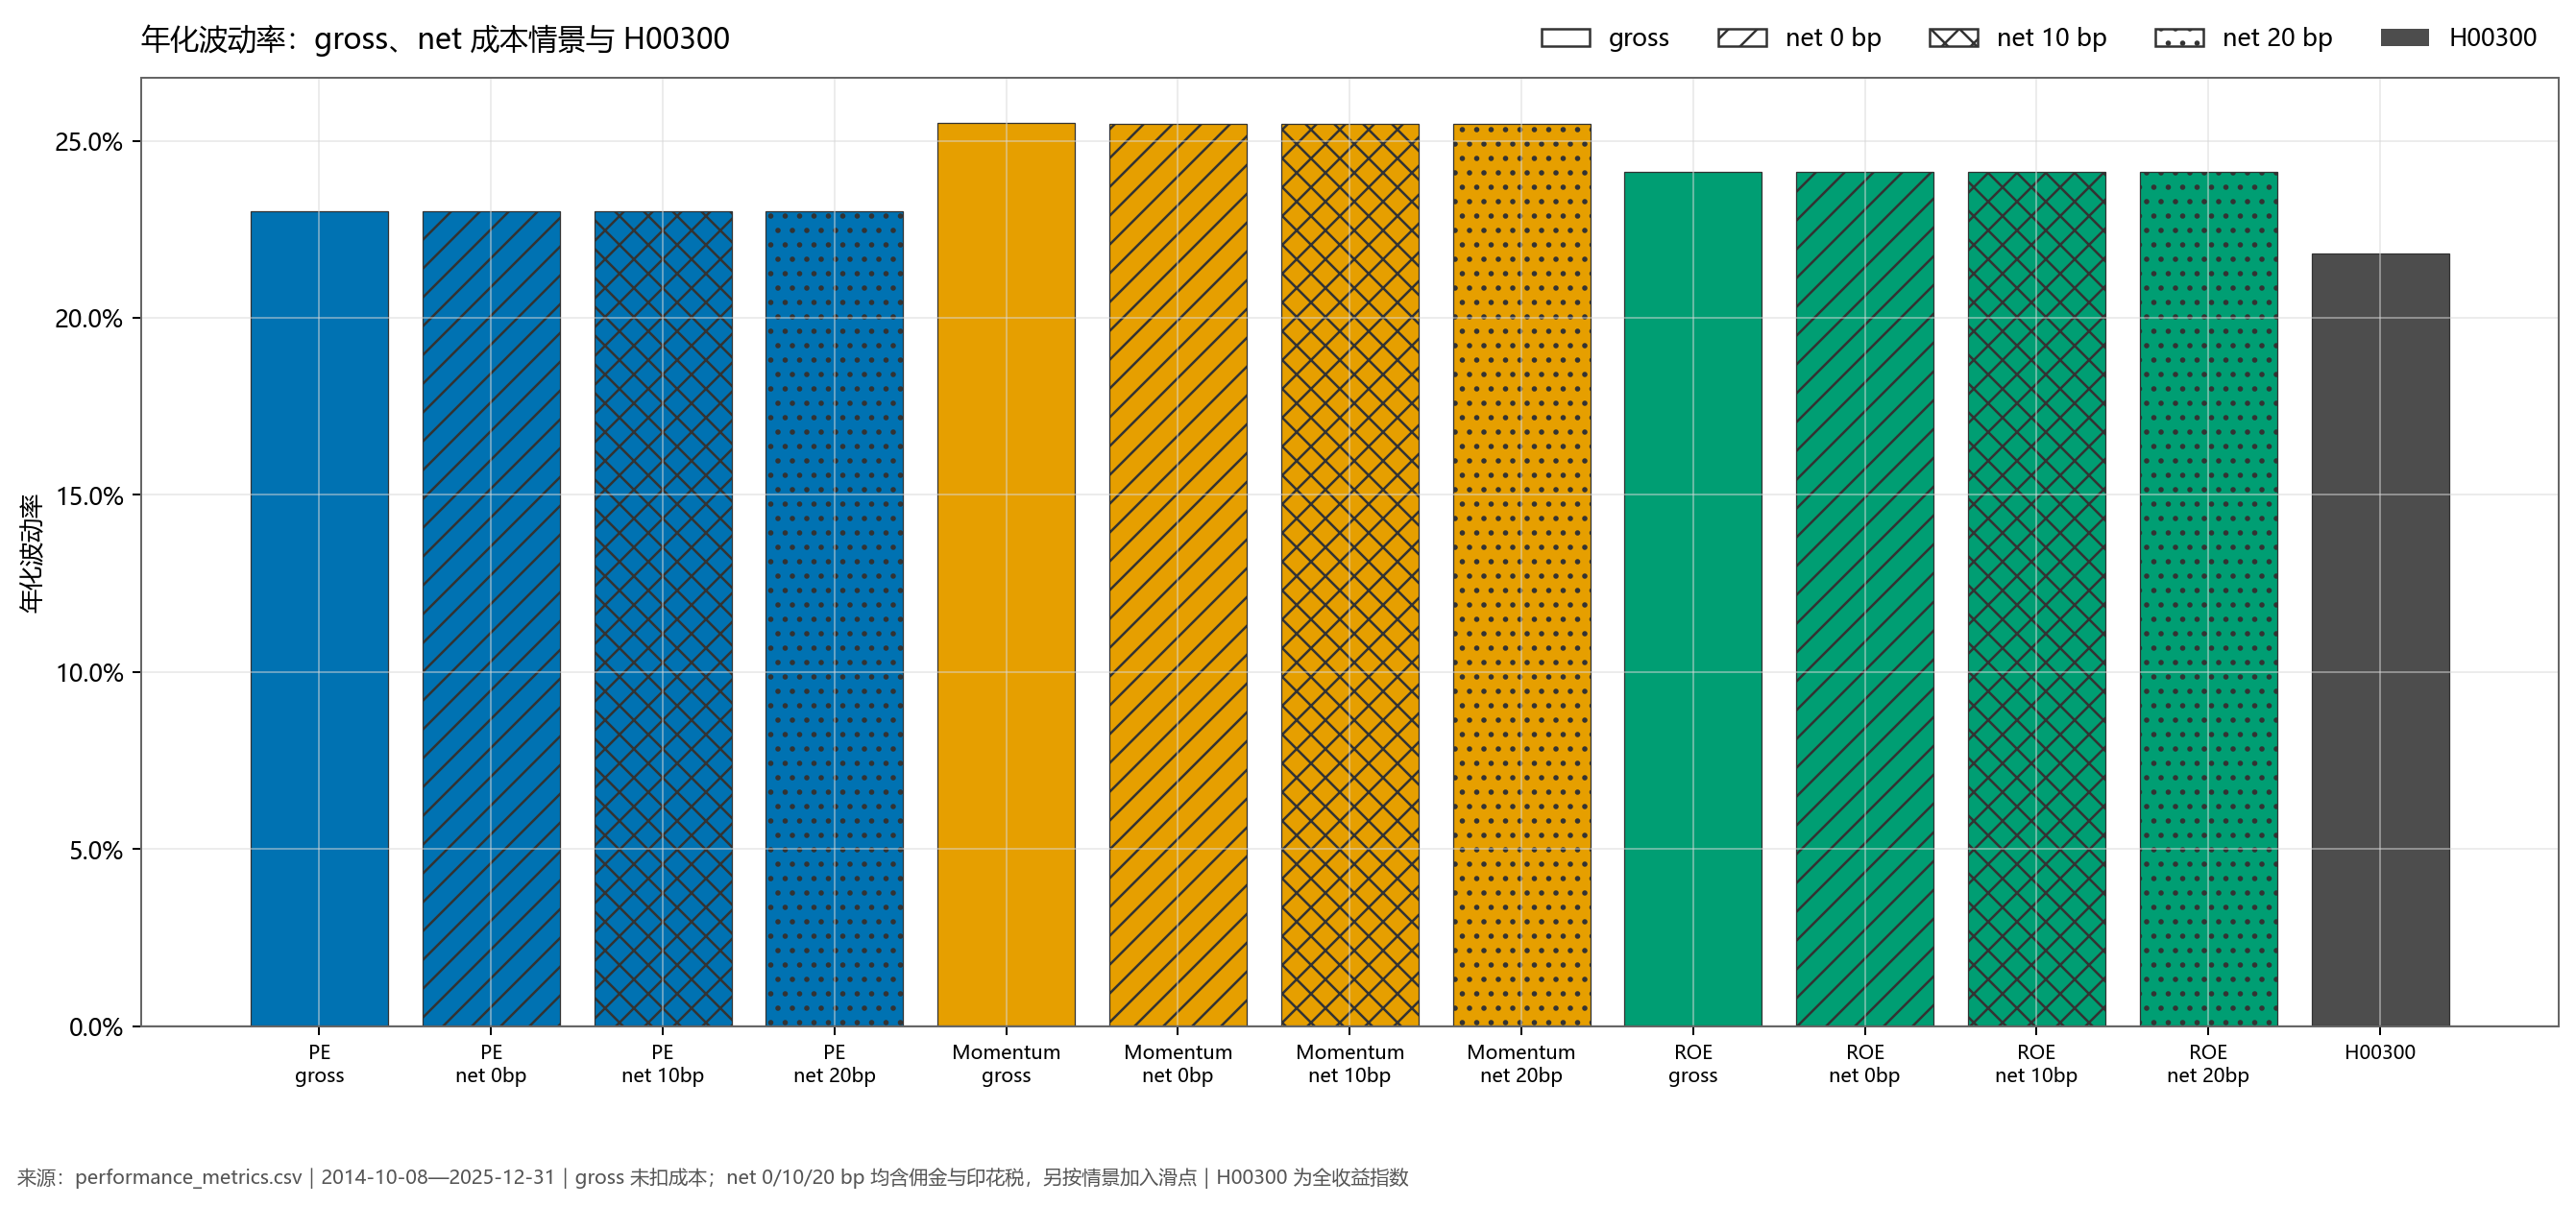 年化波动率：gross、net 成本情景与 H00300
gross
net 0 bp
net 10 bp
net 20 bp
H00300
年化波动率
25.0%
20.0%
15.0%
10.0%
5.0%
0.0%
PE
gross
PE
net 0bp
PE
net 10bp
PE
net 20bp
Momentum
gross
Momentum
net 0bp
Momentum
net 10bp
Momentum
net 20bp
ROE
gross
ROE
net 0bp
ROE
net 10bp
ROE
net 20bp
H00300
来源：performance_metrics.csv | 2014-10-08—2025-12-31 | gross 未扣成本；net 0/10/20 bp 均含佣金与印花税，另按情景加入滑点 | H00300 为全收益指数